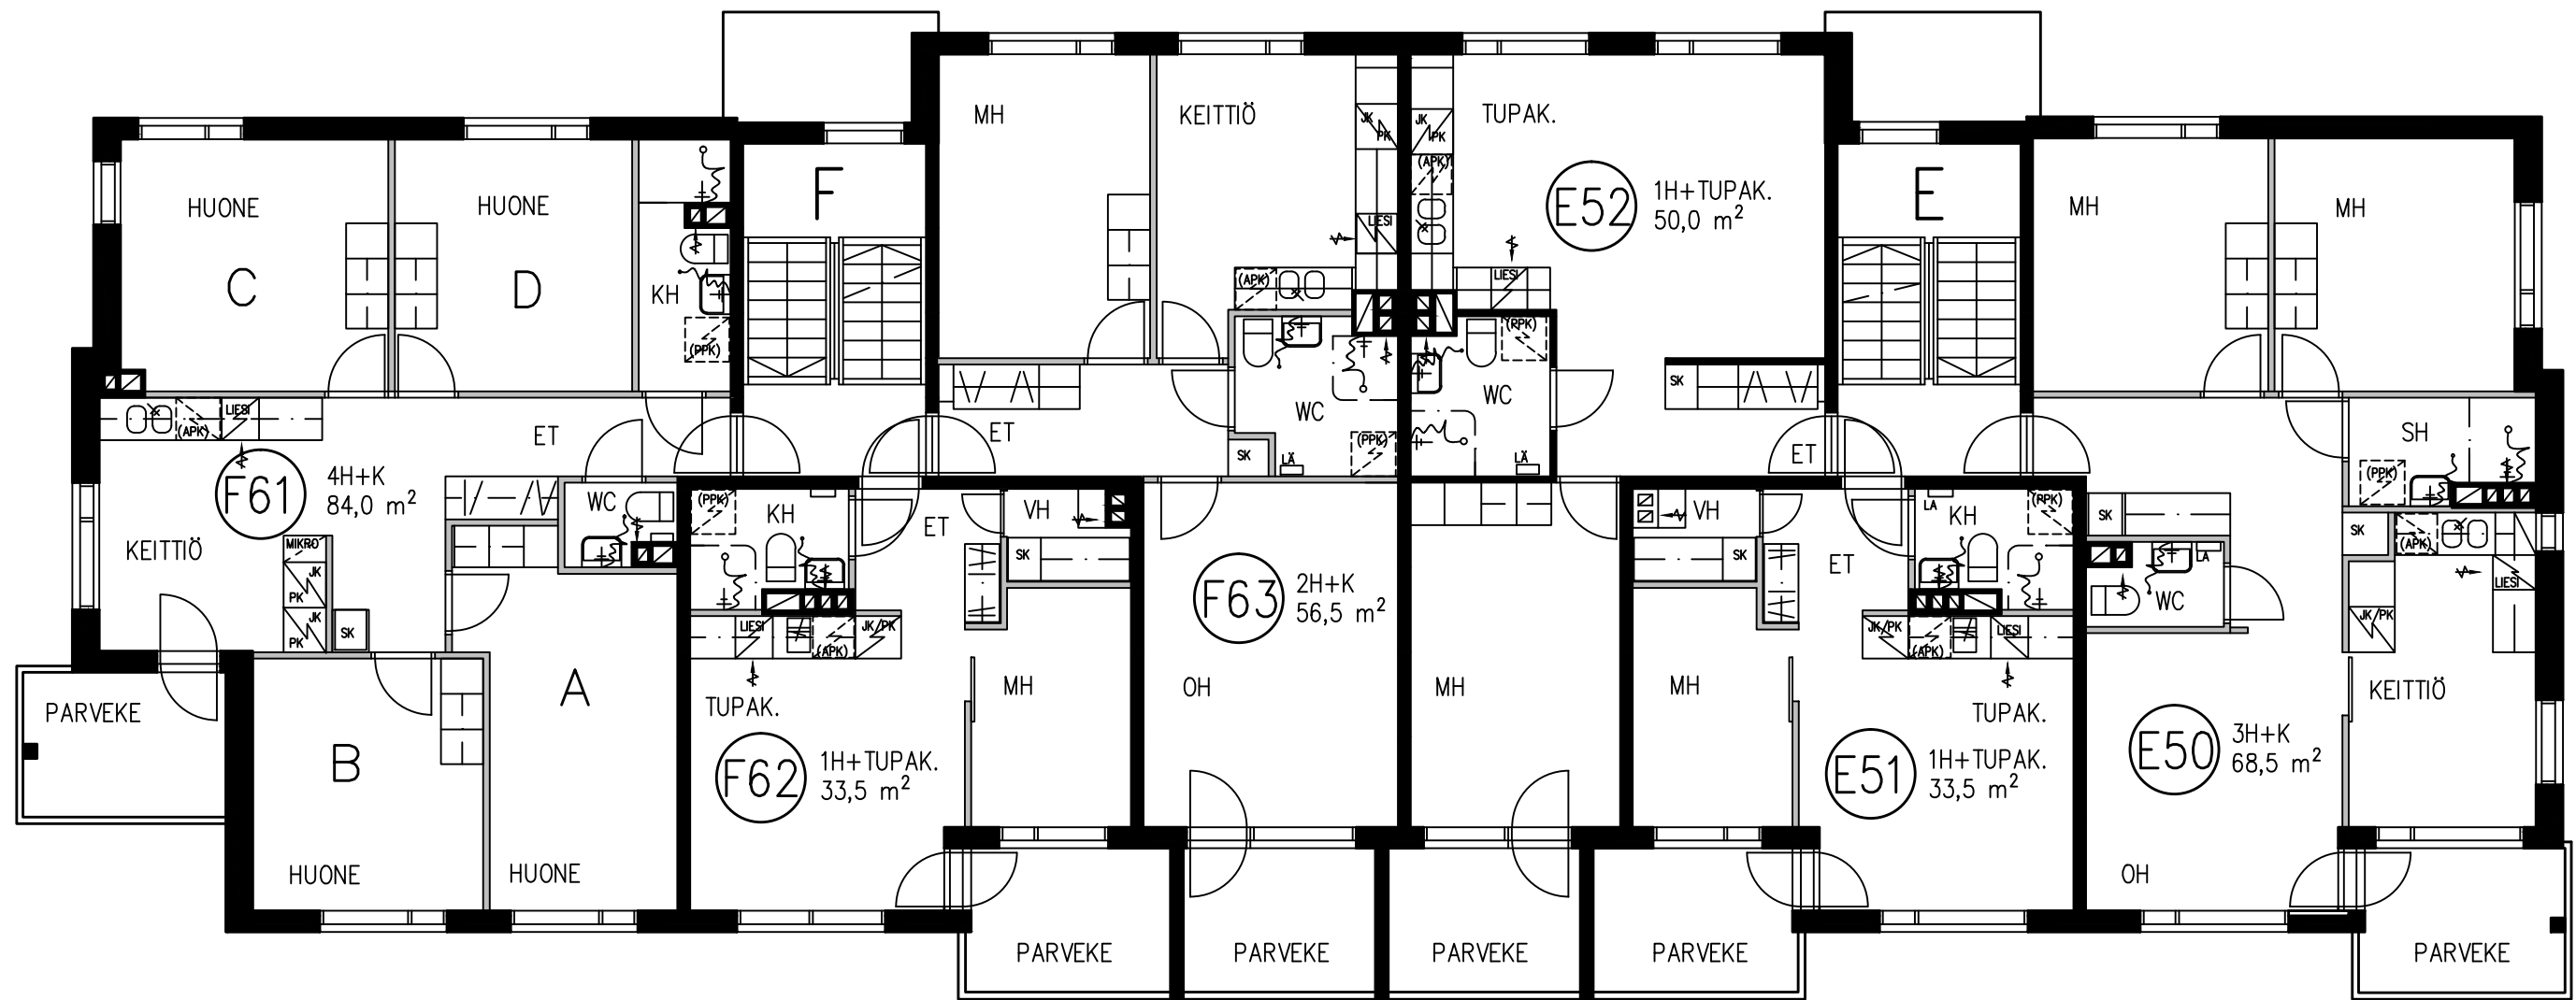 HUONE
C
HUONE
D
KH
(PPK)
F
MH
KEITTIÖ
JK
PK
LIESI
(APK)
WC
(PPK)
LÄ
SK
ET
JK
PK
(APK)
TUPAK.
E52
1H+TUPAK.
50,0 m²
LIESI
(RPK)
WC
LÄ
SK
ET
E
MH
MH
SH
(PPK)
LIESI
(APK)
ET
F61
4H+K
84,0 m²
KEITTIÖ
MIKRO
JK
PK
JK
PK
SK
WC
PARVEKE
B
HUONE
A
HUONE
(PPK)
KH
ET
VH
SK
LIESI
(APK)
JK/PK
TUPAK.
F62
1H+TUPAK.
33,5 m²
MH
PARVEKE
F63
2H+K
56,5 m²
OH
PARVEKE
MH
PARVEKE
VH
SK
MH
ET
LÄ
KH
(RPK)
JK/PK
(APK)
LIESI
TUPAK.
E51
1H+TUPAK.
33,5 m²
PARVEKE
SK
LÄ
WC
E50
3H+K
68,5 m²
OH
SK
(APK)
LIESI
JK/PK
KEITTIÖ
PARVEKE